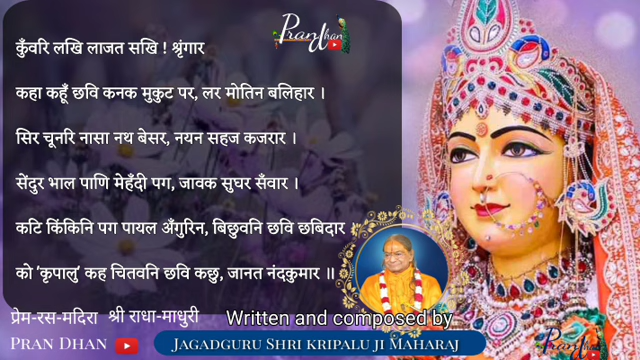 Pran Dhan
कुँवरि लखि लाजत सखि ! श्रृंगार
कहा कहूँ छवि कनक मुकुट पर, लर मोतिन बलिहार ।
सिर चूनरि नासा नथ बेसर, नयन सहज कजरार ।
सेंदुर भाल पाणि मेहँदी पग, जावक सुघर सँवार ।
कटि किंकिनि पग पायल अँगुरिन, बिछुवनि छवि छबिदार
को 'कृपालु' कह चितवनि छवि कछु, जानत नंदकुमार ॥
प्रेम-रस-मदिरा श्री राधा-माधुरी
Written and composed by
PRAN DHAN
JAGADGURU SHRI KRIPALU JI MAHARAJ
Pran Dhan